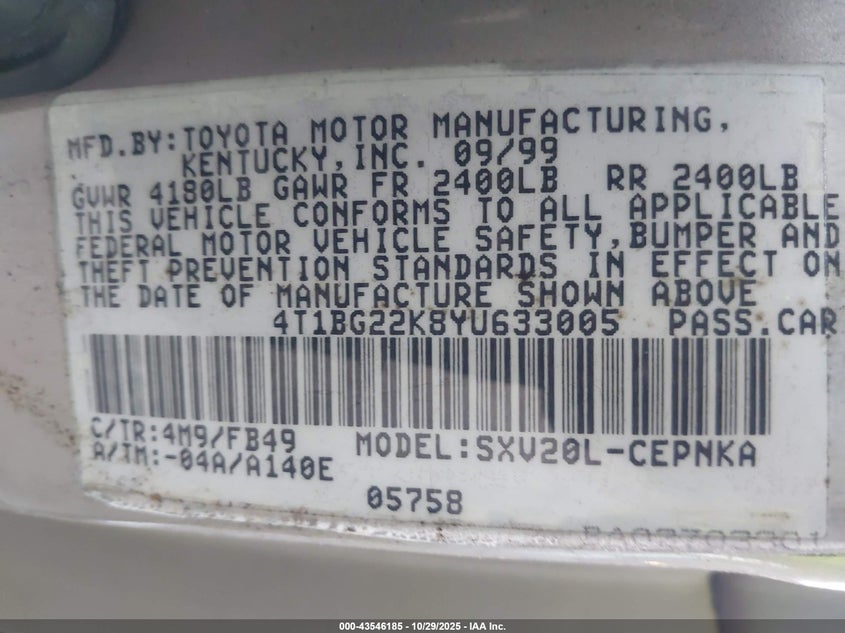 MFD.BY:TOYOTA MOTOR MANUFACTURING,
KENTUCKY,INC. 09/99
GVWR 4180LB GAWR FR 2400LB RR 2400LB
THIS VEHICLE CONFORMS TO ALL APPLICABLE
FEDERAL MOTOR VEHICLE SAFETY,BUMPER AND
THEFT PREVENTION STANDARDS IN EFFECT ON
THE DATE OF MANUFACTURE SHOWN ABOVE
4T1BG22K8YU633005 PASS.CAR
C/TR:4M9/FB49 MODEL:SXV20L-CEPNKA
A/TM:-04A/A140E
05758
000-43546185 | 10/29/2025 - IAA Inc.